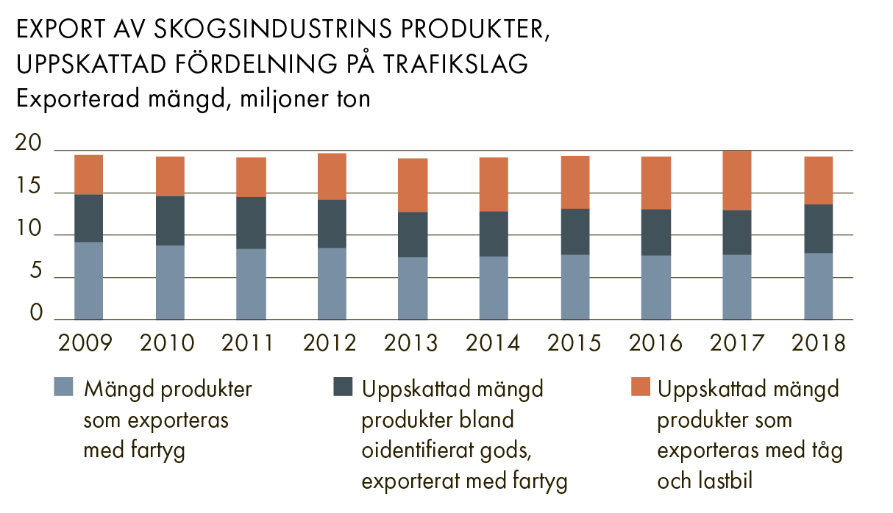 EXPORT AV SKOGSINDUSTRINS PRODUKTER,
UPPSKATTAD FÖRDELNING PÅ TRAFIKSLAG
Exporterad mängd, miljoner ton
20
15
10
5
0
2009 2010 2011 2012 2013 2014 2015 2016 2017 2018
Mängd produkter
som exporteras
med fartyg
Uppskattad mängd
produkter bland
oidentifierat gods,
exporterat med fartyg
Uppskattad mängd
produkter som
exporteras med tåg
och lastbil